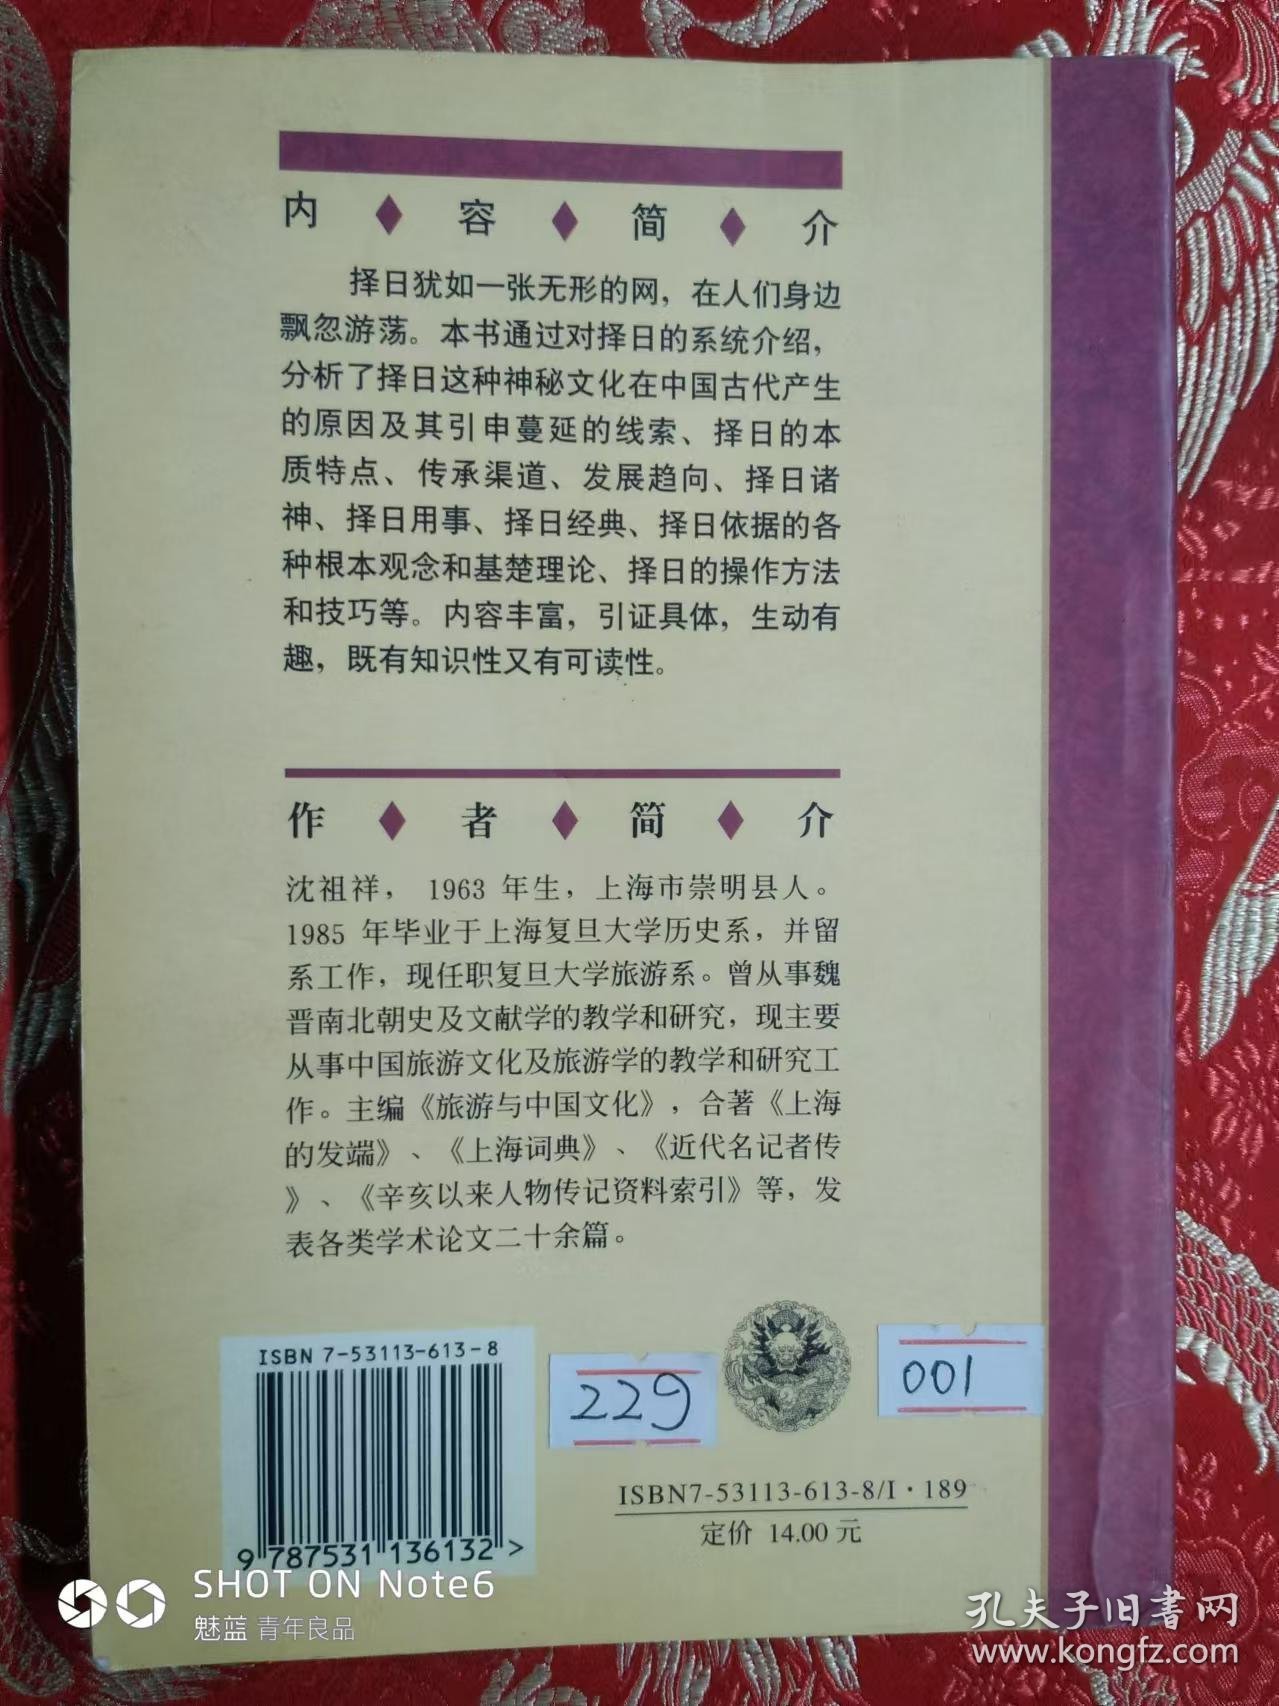 内◆容◆简◆介
择日犹如一张无形的网，在人们身边
飘忽游荡。本书通过对择日的系统介绍，
分析了择日这种神秘文化在中国古代产生
的原因及其引申蔓延的线索、择日的本
质特点、传承渠道、发展趋向、择日诸
神、择日用事、择日经典、择日依据的各
种根本观念和基楚理论、择日的操作方法
和技巧等。内容丰富，引证具体，生动有
趣，既有知识性又有可读性。
作◆者◆简◆介
沈祖祥，1963 年生，上海市崇明县人。
1985 年毕业于上海复旦大学历史系，并留
系工作，现任职复旦大学旅游系。曾从事魏
晋南北朝史及文献学的教学和研究，现主要
从事中国旅游文化及旅游学的教学和研究工
作。主编《旅游与中国文化》，合著《上海
的发端》、《上海词典》、《近代名记者传
》、《辛亥以来人物传记资料索引》等，发
表各类学术论文二十余篇。
ISBN 7-53113-613-8
9 787531 136132 >
229
001
ISBN7-53113-613-8/I·189
定价 14.00 元
SHOT ON Note6
魅蓝 青年良品
孔夫子旧书网
www.kongfz.com